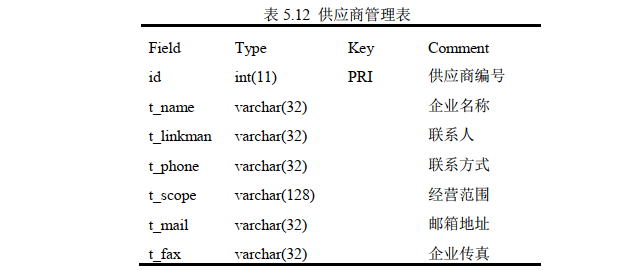 表 5.12 供应商管理表
Field Type Key Comment
id int(11) PRI 供应商编号
t_name varchar(32) 企业名称
t_linkman varchar(32) 联系人
t_phone varchar(32) 联系方式
t_scope varchar(128) 经营范围
t_mail varchar(32) 邮箱地址
t_fax varchar(32) 企业传真